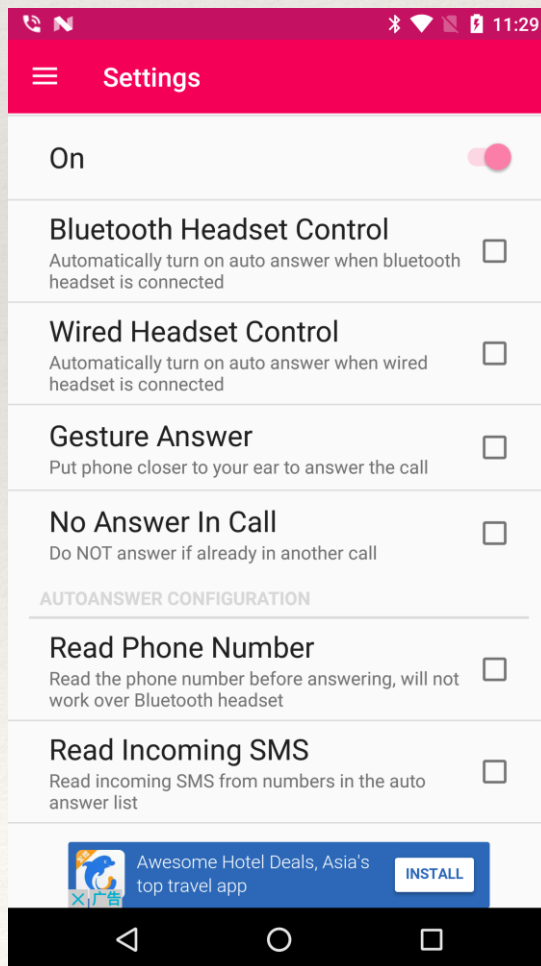 11:29
Settings
On
Bluetooth Headset Control
Automatically turn on auto answer when bluetooth
headset is connected
Wired Headset Control
Automatically turn on auto answer when wired
headset is connected
Gesture Answer
Put phone closer to your ear to answer the call
No Answer In Call
Do NOT answer if already in another call
AUTOANSWER CONFIGURATION
Read Phone Number
Read the phone number before answering, will not
work over Bluetooth headset
Read Incoming SMS
Read incoming SMS from numbers in the auto
answer list
Awesome Hotel Deals, Asia's
top travel app
INSTALL
广告